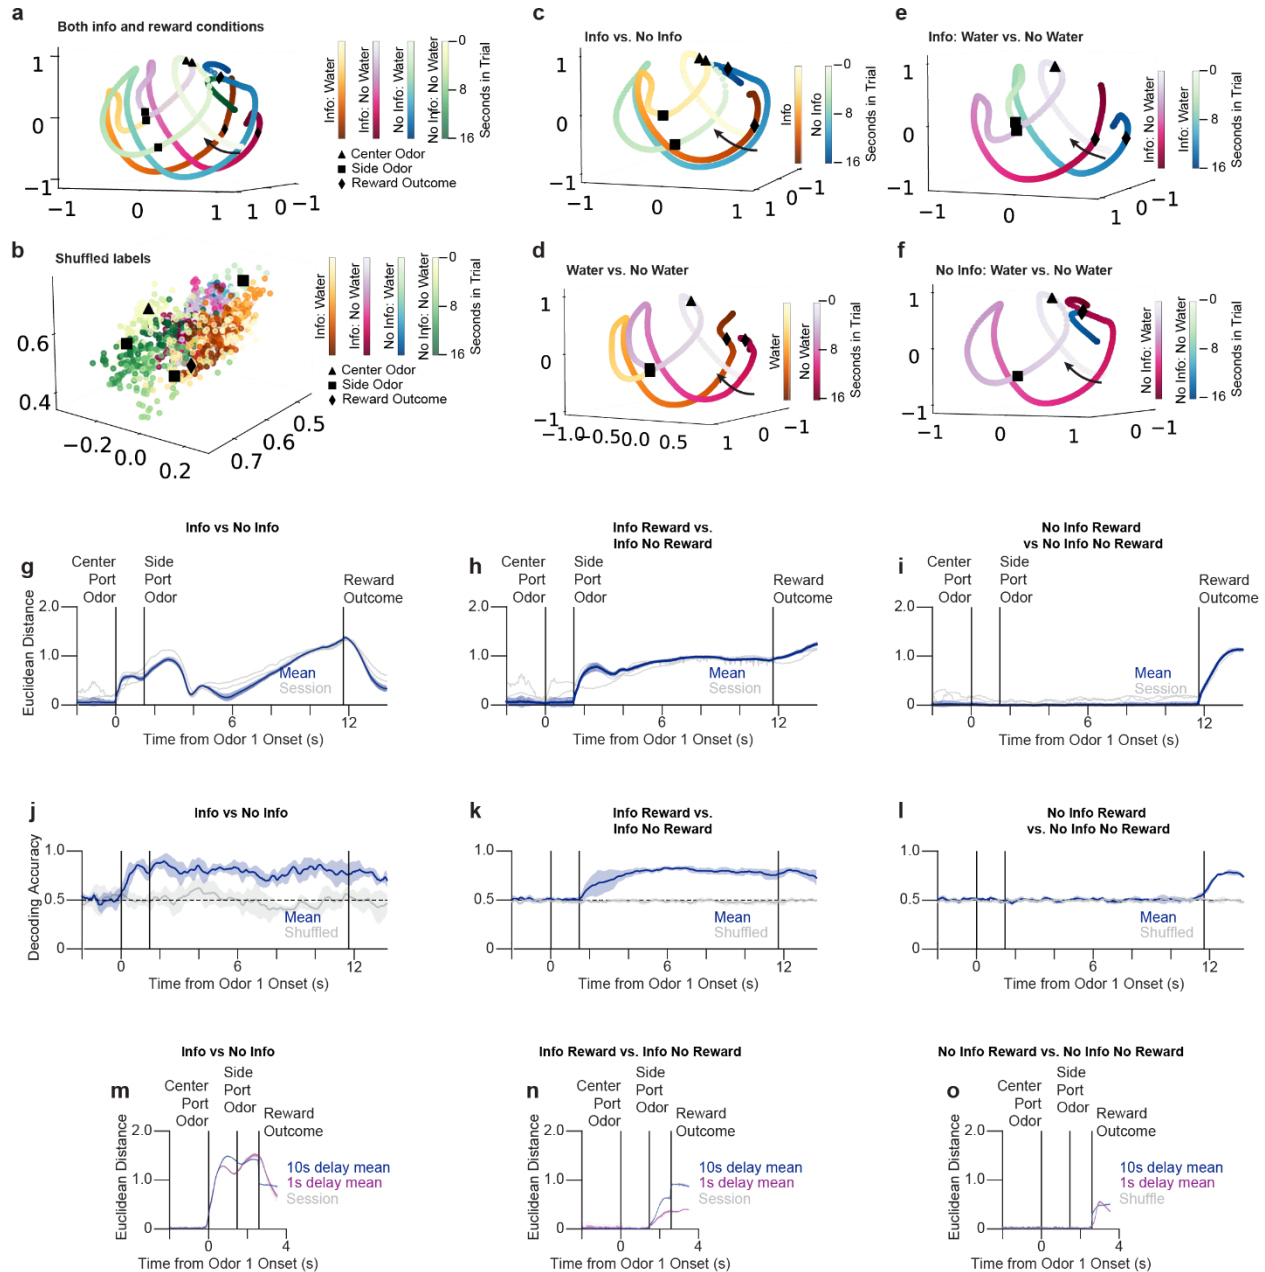 a
Both info and reward conditions
1
0
−1
−1
0
1
1
0
−1
Info: Water
Info: No Water
No Info: Water
No Info: No Water
0
8
16
Seconds in Trial
Center Odor
Side Odor
Reward Outcome
c
Info vs. No Info
1
0
−1
−1
0
1
1
0
−1
Info
No Info
0
8
16
Seconds in Trial
e
Info: Water vs. No Water
1
0
−1
−1
0
1
0
−1
Info: No Water
Info: Water
0
8
16
Seconds in Trial
b
Shuffled labels
0.6
0.4
−0.2
0.0
0.2
0.7
0.6
0.5
Info: Water
Info: No Water
No Info: Water
No Info: No Water
0
8
16
Seconds in Trial
Center Odor
Side Odor
Reward Outcome
d
Water vs. No Water
1
0
−1
−1.0
−0.5
0.0
0.5
1
0
−1
Water
No Water
0
8
16
Seconds in Trial
f
No Info: Water vs. No Water
1
0
−1
−1
0
1
0
−1
No Info: Water
No Info: No Water
0
8
16
Seconds in Trial
g
Info vs No Info
Center
Port
Odor
Side
Port
Odor
Reward
Outcome
Euclidean Distance
2.0
1.0
0
Mean
Session
0
6
12
Time from Odor 1 Onset (s)
h
Info Reward vs.
Info No Reward
Center
Port
Odor
Side
Port
Odor
Reward
Outcome
2.0
1.0
0
Mean
Session
0
6
12
Time from Odor 1 Onset (s)
i
No Info Reward
vs No Info No Reward
Center
Port
Odor
Side
Port
Odor
Reward
Outcome
2.0
1.0
0
Mean
Session
0
6
12
Time from Odor 1 Onset (s)
j
Info vs No Info
Decoding Accuracy
1.0
0.5
0
Mean
Shuffled
0
6
12
Time from Odor 1 Onset (s)
k
Info Reward vs.
Info No Reward
1.0
0.5
0
Mean
Shuffled
0
6
12
Time from Odor 1 Onset (s)
l
No Info Reward
vs. No Info No Reward
1.0
0.5
0
Mean
Shuffled
0
6
12
Time from Odor 1 Onset (s)
m
Info vs No Info
Center
Port
Odor
Side
Port
Odor
Reward
Outcome
Euclidean Distance
2.0
1.0
0
10s delay mean
1s delay mean
Session
0
4
Time from Odor 1 Onset (s)
n
Info Reward vs. Info No Reward
Center
Port
Odor
Side
Port
Odor
Reward
Outcome
Euclidean Distance
2.0
1.0
0
10s delay mean
1s delay mean
Session
0
4
Time from Odor 1 Onset (s)
o
No Info Reward vs. No Info No Reward
Center
Port
Odor
Side
Port
Odor
Reward
Outcome
Euclidean Distance
2.0
1.0
0
10s delay mean
1s delay mean
Shuffle
0
4
Time from Odor 1 Onset (s)